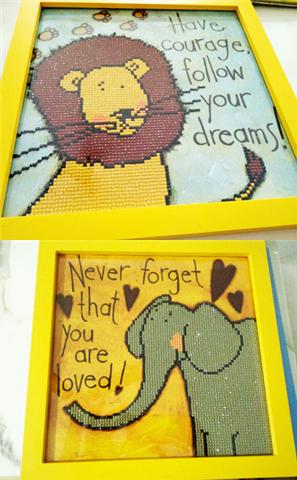 Have
courage,
follow
your
dreams!
Never forget
that
you
are
loved!